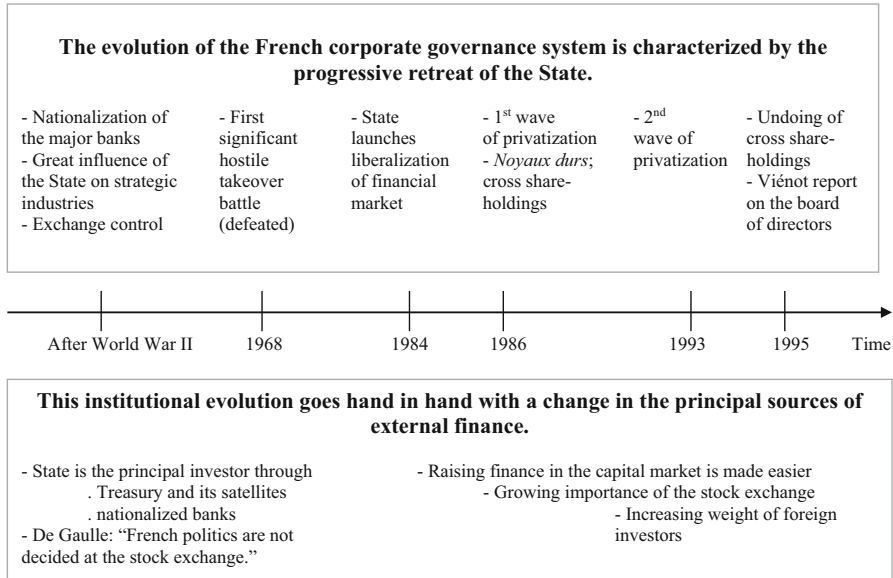 The evolution of the French corporate governance system is characterized by the
progressive retreat of the State.
- Nationalization of
the major banks
- Great influence of
the State on strategic
industries
- Exchange control
- First
significant
hostile
takeover
battle
(defeated)
- State
launches
liberalization
of financial
market
- 1st wave
of privatization
- Noyaux durs;
cross share-
holdings
- 2nd
wave of
privatization
- Undoing of
cross share-
holdings
- Viénot report
on the board
of directors
After World War II 1968 1984 1986 1993 1995 Time
This institutional evolution goes hand in hand with a change in the principal sources of
external finance.
- State is the principal investor through
. Treasury and its satellites
. nationalized banks
- De Gaulle: “French politics are not
decided at the stock exchange.”
- Raising finance in the capital market is made easier
- Growing importance of the stock exchange
- Increasing weight of foreign
investors